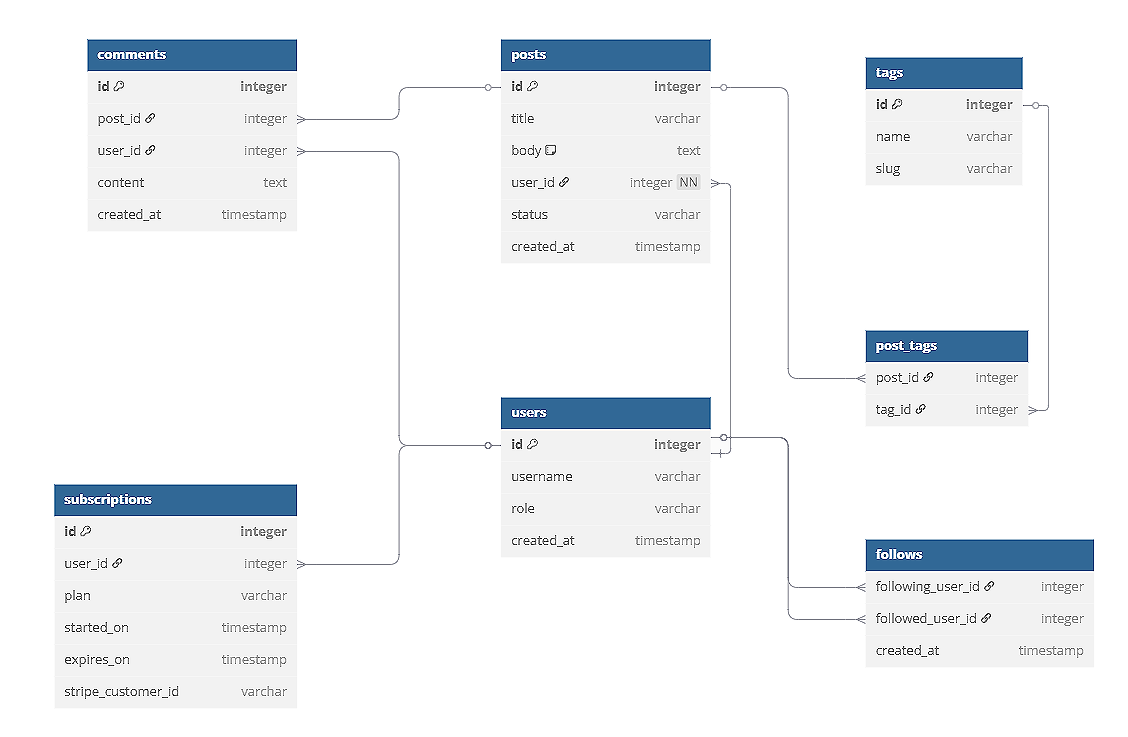 comments
id integer
post_id integer
user_id integer
content text
created_at timestamp
posts
id integer
title varchar
body text
user_id integer NN
status varchar
created_at timestamp
tags
id integer
name varchar
slug varchar
post_tags
post_id integer
tag_id integer
users
id integer
username varchar
role varchar
created_at timestamp
subscriptions
id integer
user_id integer
plan varchar
started_on timestamp
expires_on timestamp
stripe_customer_id varchar
follows
following_user_id integer
followed_user_id integer
created_at timestamp